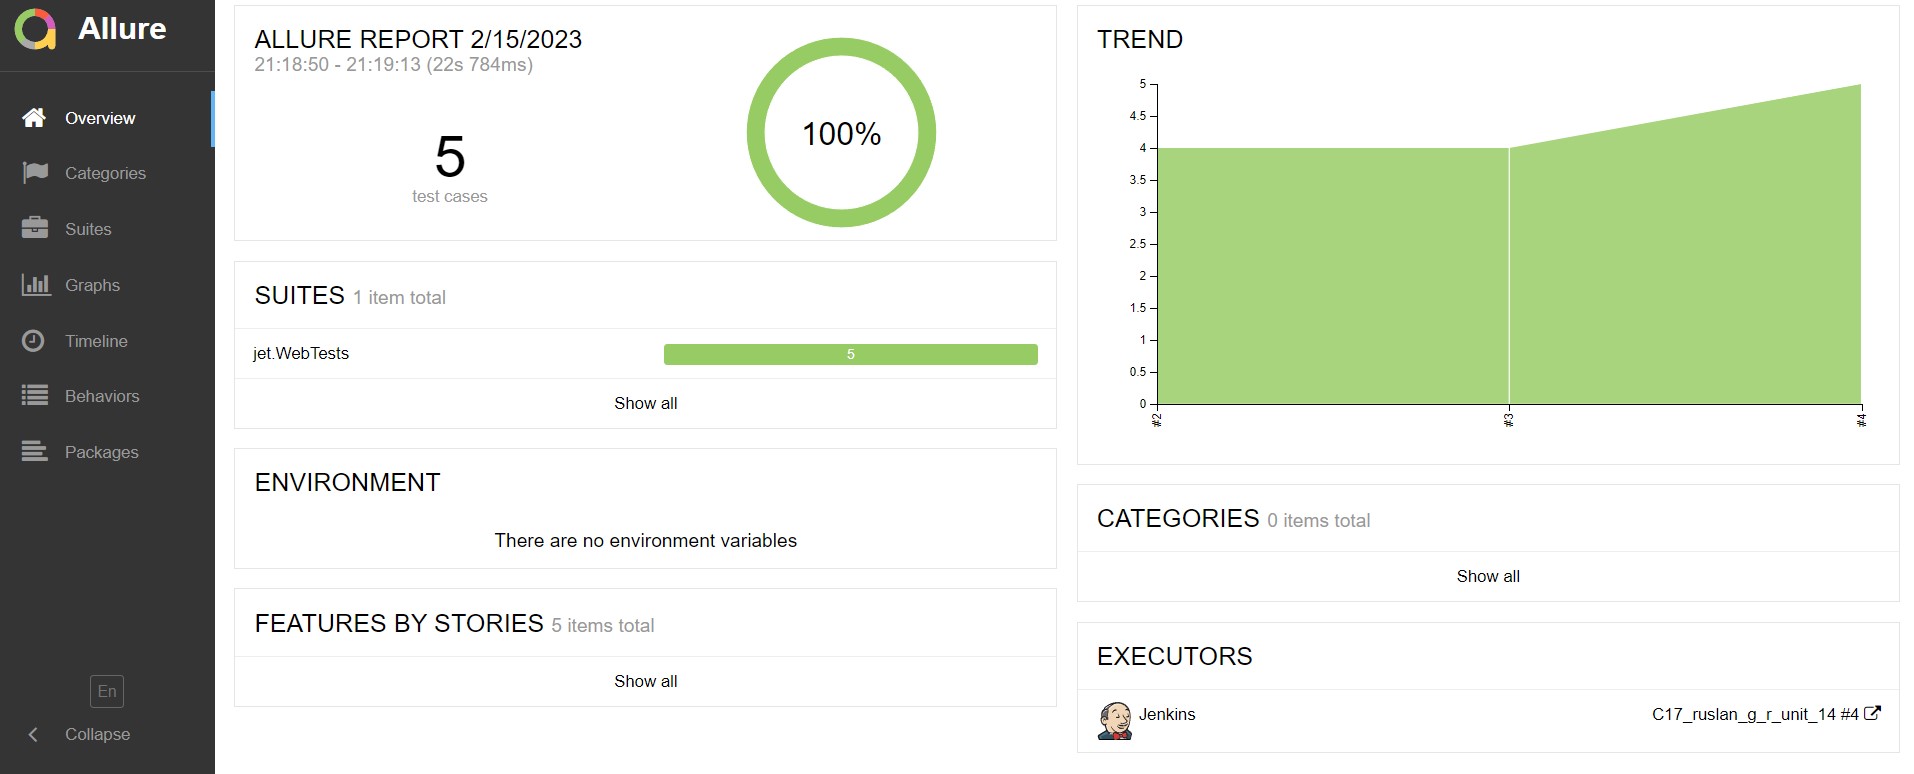 Allure
Overview
Categories
Suites
Graphs
Timeline
Behaviors
Packages
En
Collapse
ALLURE REPORT 2/15/2023
21:18:50 - 21:19:13 (22s 784ms)
5
test cases
100%
SUITES 1 item total
jet.WebTests 5
Show all
ENVIRONMENT
There are no environment variables
FEATURES BY STORIES 5 items total
Show all
TREND
5
4.5
4
3.5
3
2.5
2
1.5
1
0.5
0
#2 #3 #4
CATEGORIES 0 items total
Show all
EXECUTORS
Jenkins C17_ruslan_g_r_unit_14 #4